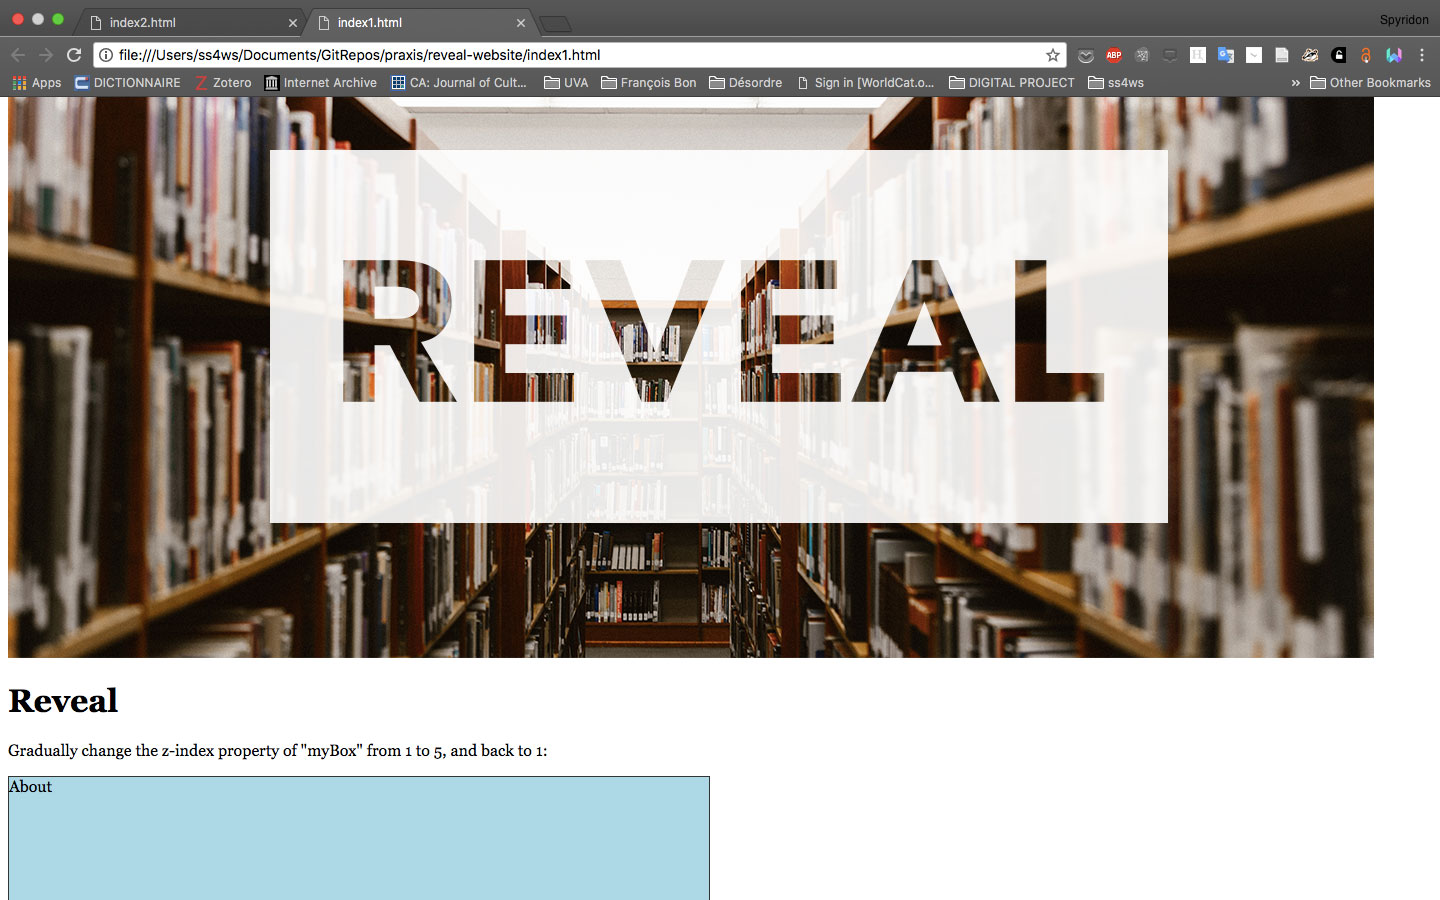 index2.html
index1.html
Spyridon
file:///Users/ss4ws/Documents/GitRepos/praxis/reveal-website/index1.html
ABP
Apps
DICTIONNAIRE
Z Zotero
Internet Archive
CA: Journal of Cult...
UVA
François Bon
Désordre
Sign in [WorldCat.o...
DIGITAL PROJECT
ss4ws
»
Other Bookmarks
REVEAL
Reveal
Gradually change the z-index property of "myBox" from 1 to 5, and back to 1:
About